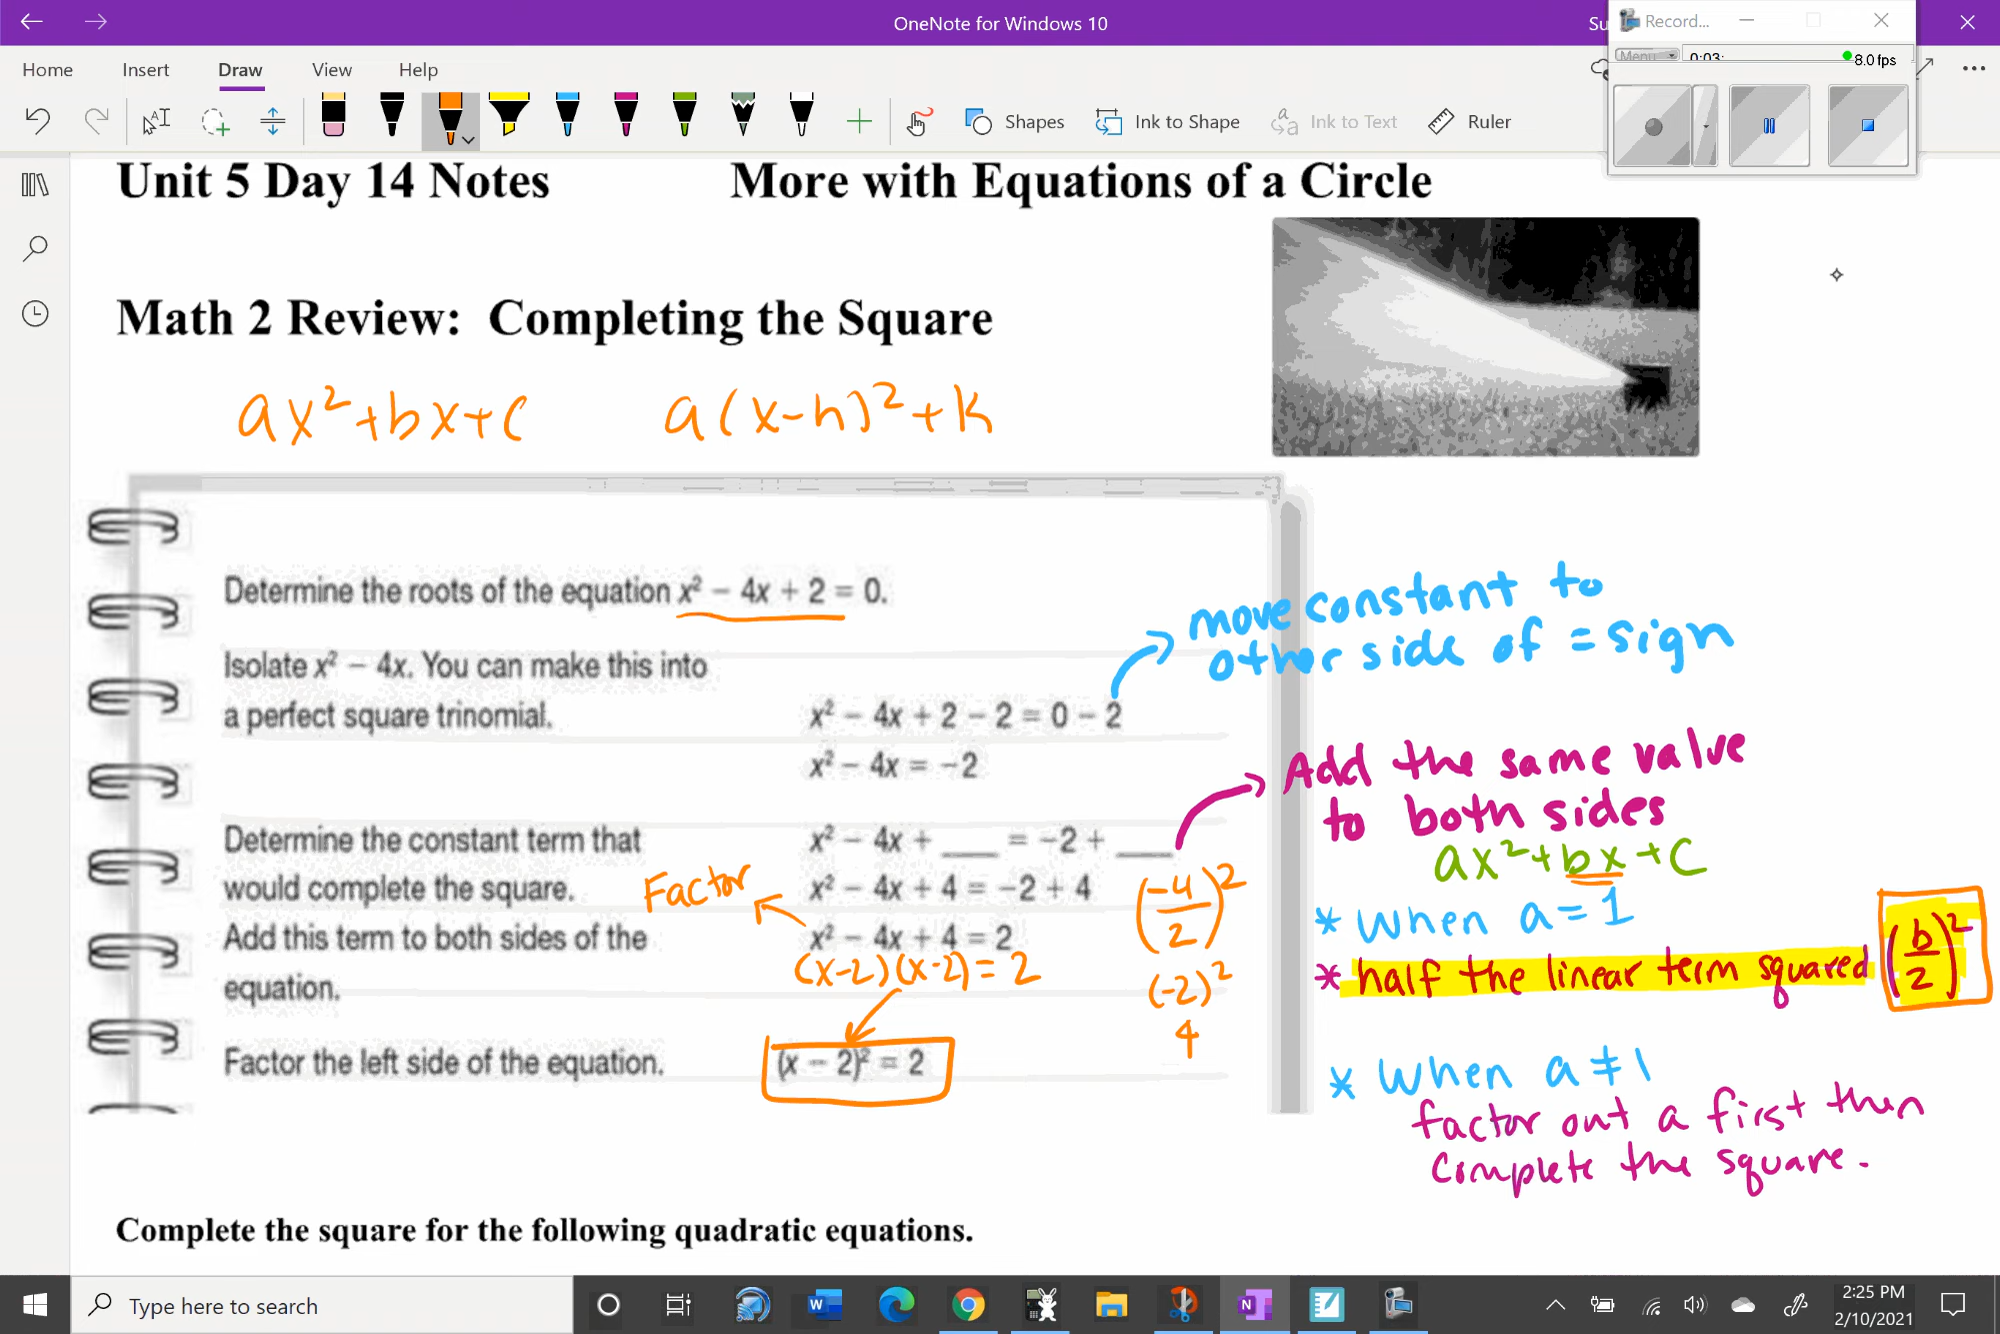 OneNote for Windows 10
Su
Record...
Home Insert Draw View Help
Menu 0:03: 8.0 fps
Shapes Ink to Shape Ink to Text Ruler
Unit 5 Day 14 Notes More with Equations of a Circle
Math 2 Review: Completing the Square
ax²+bx+c a(x-h)²+k
Determine the roots of the equation x² − 4x + 2 = 0.
move constant to
other side of = sign
Isolate x² − 4x. You can make this into
a perfect square trinomial. x² − 4x + 2 − 2 = 0 − 2
x² − 4x = −2
Add the same value
to both sides
ax²+bx+c
Determine the constant term that x² − 4x + ___ = −2 + ___
would complete the square. x² − 4x + 4 = −2 + 4
Factor
(-4/2)²
* When a=1
Add this term to both sides of the x² − 4x + 4 = 2
equation. (x-2)(x-2)=2
(-2)²
4
* half the linear term squared (b/2)²
Factor the left side of the equation. (x − 2)² = 2
* When a≠1
factor out a first then
complete the square.
Complete the square for the following quadratic equations.
Type here to search
2:25 PM
2/10/2021